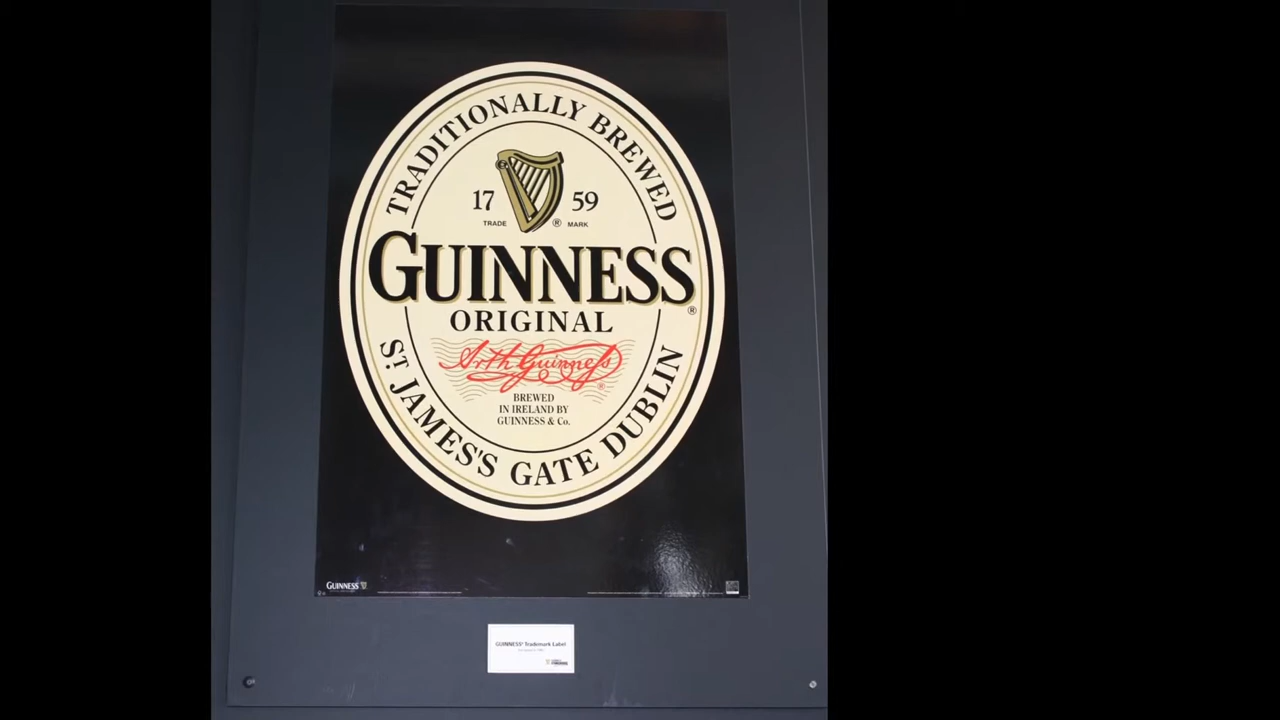 TRADITIONALLY BREWED
17 59
TRADE ® MARK
GUINNESS®
ORIGINAL
Arth Guinness®
BREWED
IN IRELAND BY
GUINNESS & Co.
ST. JAMES'S GATE DUBLIN
GUINNESS
GUINNESS® Trademark Label